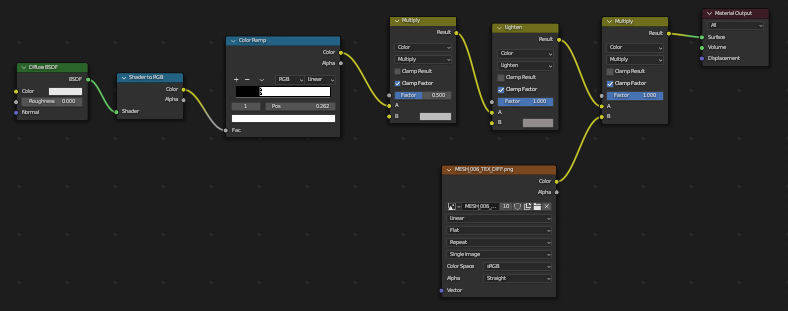 Diffuse BSDF
BSDF
Color
Roughness 0.000
Normal
Shader to RGB
Color
Alpha
Shader
Color Ramp
Color
Alpha
RGB Linear
1 Pos 0.262
Fac
Multiply
Result
Color
Multiply
Clamp Result
Clamp Factor
Factor 0.500
A
B
Lighten
Result
Color
Lighten
Clamp Result
Clamp Factor
Factor 1.000
A
B
Multiply
Result
Color
Multiply
Clamp Result
Clamp Factor
Factor 1.000
A
B
Material Output
All
Surface
Volume
Displacement
MESH_006_TEX_DIFF.png
Color
Alpha
MESH_006_... 10
Linear
Flat
Repeat
Single Image
Color Space sRGB
Alpha Straight
Vector